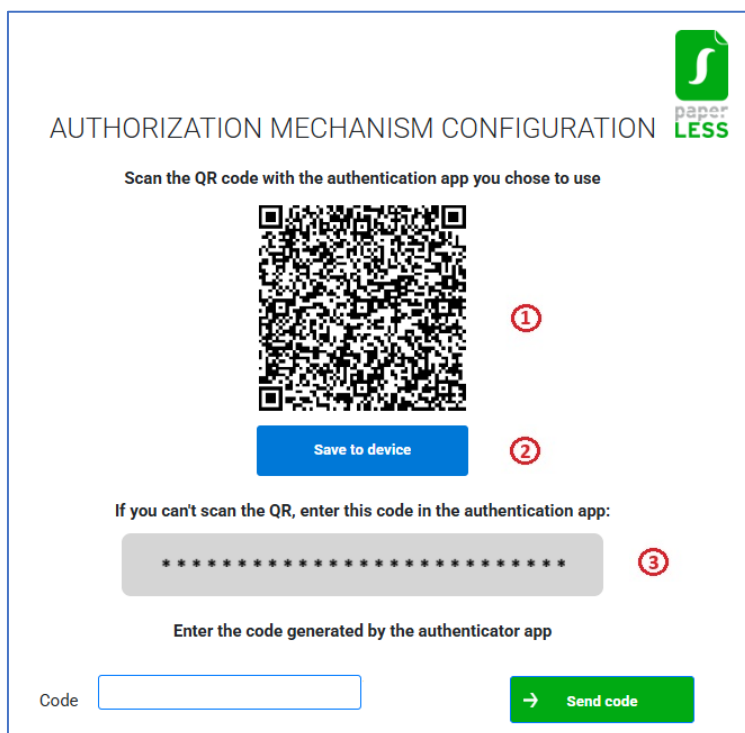 paper
LESS
AUTHORIZATION MECHANISM CONFIGURATION
Scan the QR code with the authentication app you chose to use
1
Save to device
2
If you can't scan the QR, enter this code in the authentication app:
* * * * * * * * * * * * * * * * * * * * * * * * * * *
3
Enter the code generated by the authenticator app
Code
→ Send code